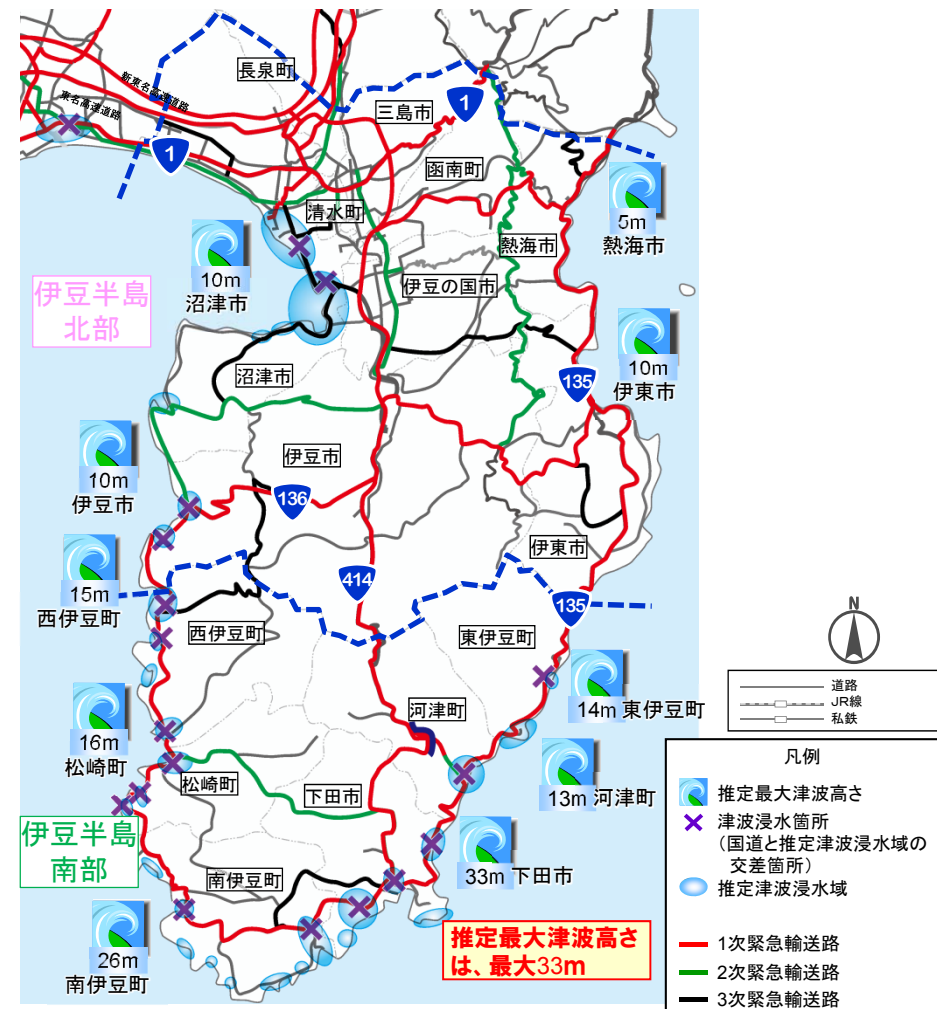 長泉町
新東名高速道路
東名高速道路
三島市
1
1
函南町
5m
熱海市
清水町
熱海市
10m
沼津市
伊豆の国市
伊豆半島
北部
10m
伊東市
沼津市
135
伊豆市
10m
伊豆市
136
伊東市
15m
西伊豆町
414
135
西伊豆町
東伊豆町
N
道路
JR線
私鉄
14m 東伊豆町
河津町
16m
松崎町
松崎町
下田市
13m 河津町
伊豆半島
南部
南伊豆町
33m 下田市
26m
南伊豆町
推定最大津波高さ
は、最大33m
凡例
推定最大津波高さ
津波浸水箇所
（国道と推定津波浸水域の
交差箇所）
推定津波浸水域
1次緊急輸送路
2次緊急輸送路
3次緊急輸送路